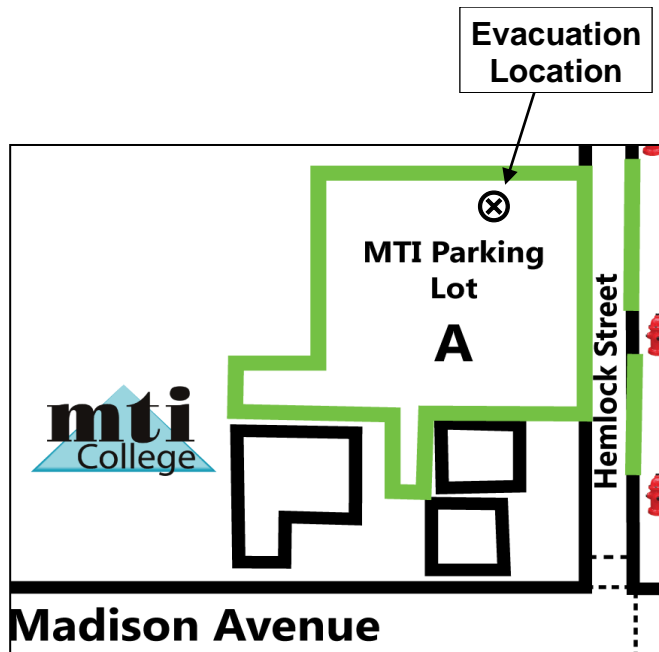 Evacuation
Location
MTI Parking
Lot
A
Hemlock Street
mti
College
Madison Avenue